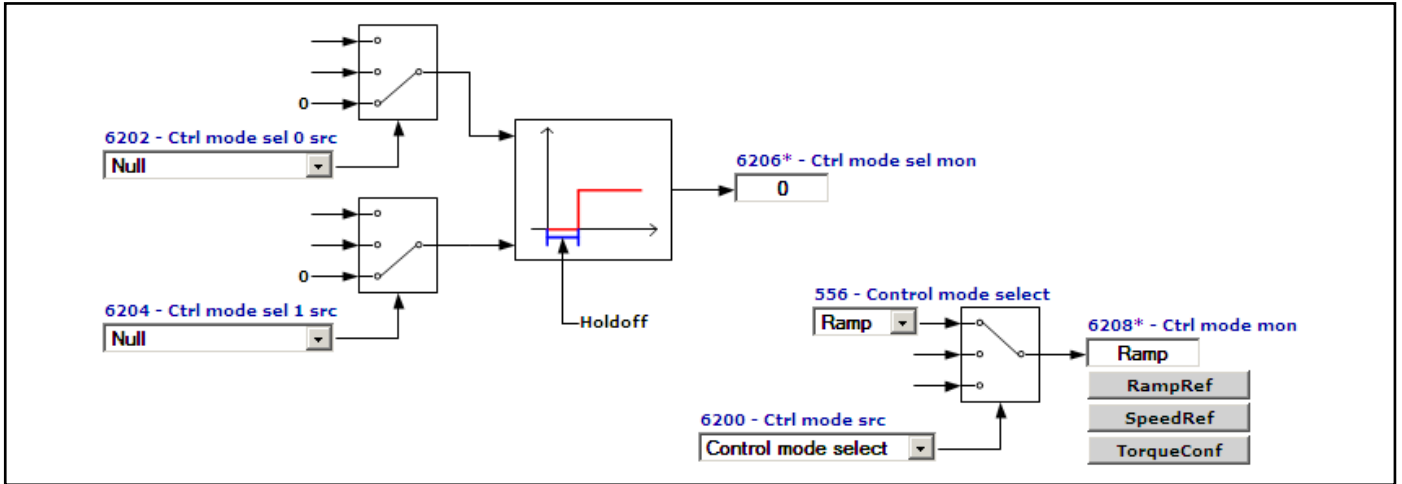 0
6202 - Ctrl mode sel 0 src
Null
6206* - Ctrl mode sel mon
0
0
6204 - Ctrl mode sel 1 src
Null
Holdoff
556 - Control mode select
Ramp
6208* - Ctrl mode mon
Ramp
RampRef
SpeedRef
TorqueConf
6200 - Ctrl mode src
Control mode select